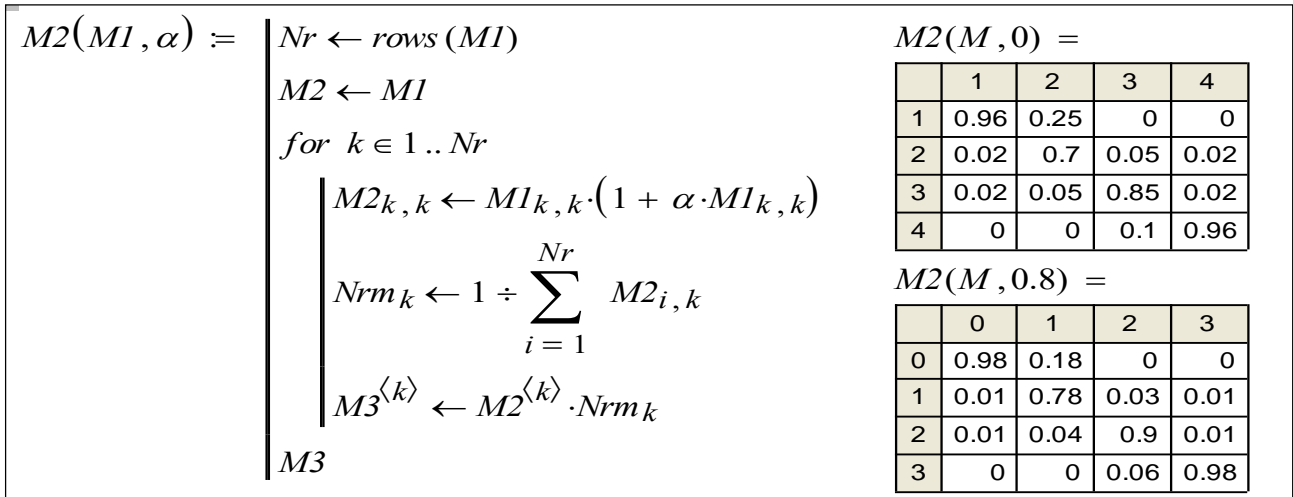 M2(M1, α) := Nr ← rows (M1)
M2 ← M1
for k ∈ 1 .. Nr
M2k, k ← M1k, k·(1 + α·M1k, k)
Nr
Nrm k ← 1 ÷ ∑ M2i, k
i = 1
M3⟨k⟩ ← M2⟨k⟩·Nrm k
M3
M2(M, 0) =
1 2 3 4
1 0.96 0.25 0 0
2 0.02 0.7 0.05 0.02
3 0.02 0.05 0.85 0.02
4 0 0 0.1 0.96
M2(M, 0.8) =
0 1 2 3
0 0.98 0.18 0 0
1 0.01 0.78 0.03 0.01
2 0.01 0.04 0.9 0.01
3 0 0 0.06 0.98